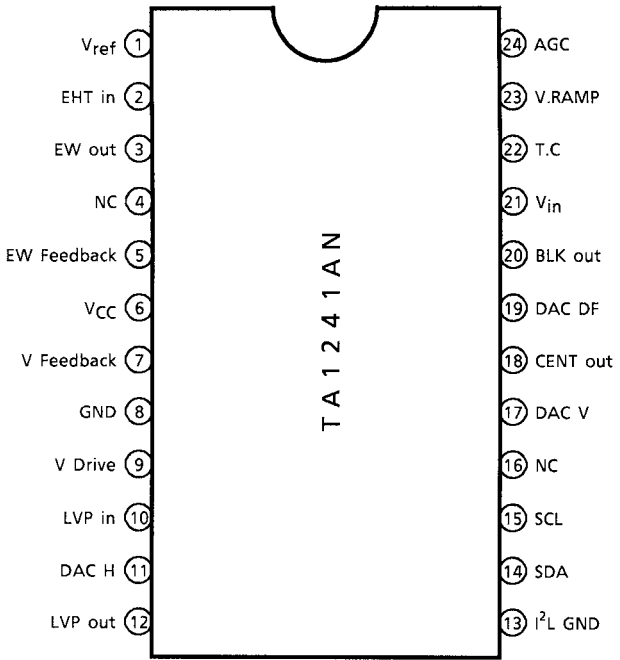 Vref 1 24 AGC
EHT in 2 23 V.RAMP
EW out 3 22 T.C
NC 4 21 Vin
EW Feedback 5 20 BLK out
VCC 6 19 DAC DF
V Feedback 7 18 CENT out
GND 8 17 DAC V
V Drive 9 16 NC
LVP in 10 15 SCL
DAC H 11 14 SDA
LVP out 12 13 I²L GND
TA1241AN